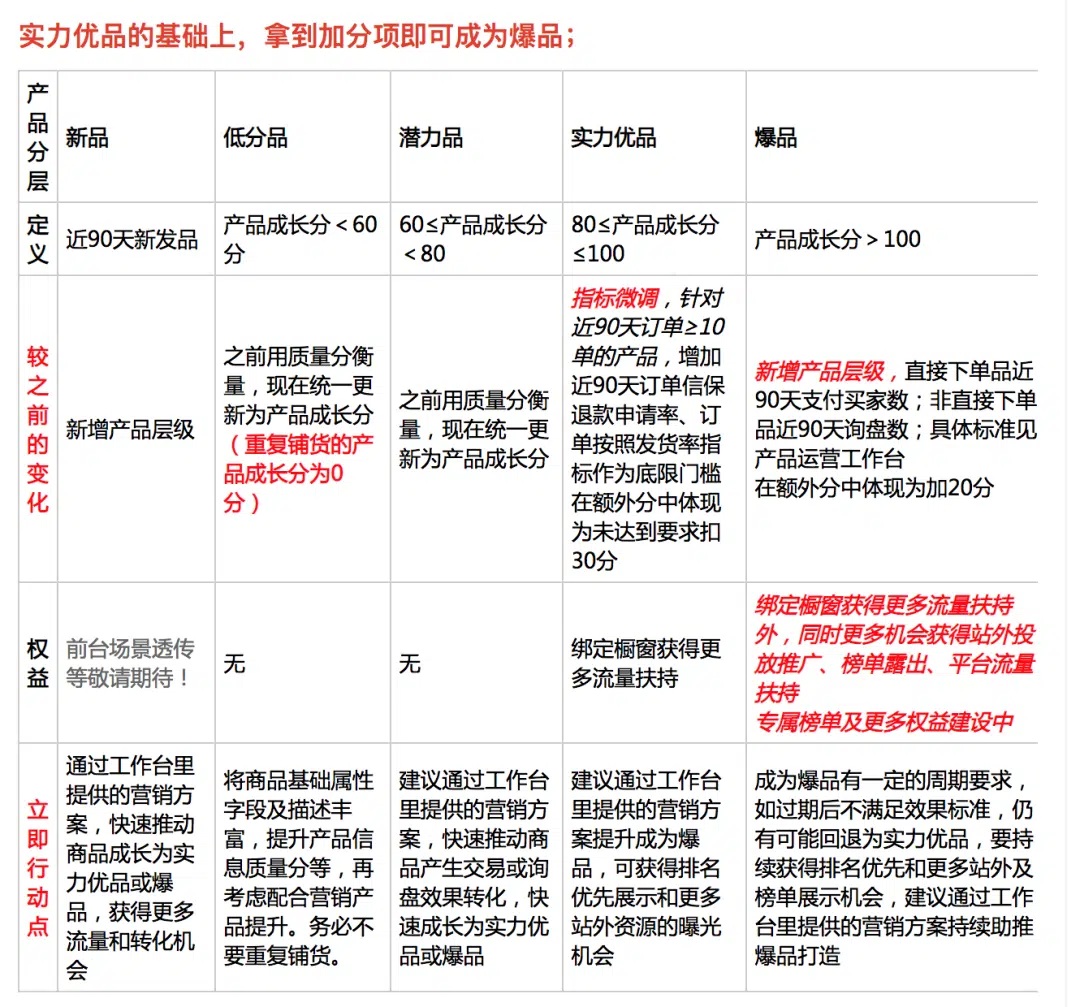 实力优品的基础上，拿到加分项即可成为爆品；
产
品
分
层
新品
低分品
潜力品
实力优品
爆品
定
义
近90天新发品
产品成长分＜60
分
60≤产品成长分
＜80
80≤产品成长分
≤100
产品成长分＞100
较
之
前
的
变
化
新增产品层级
之前用质量分衡
量，现在统一更
新为产品成长分
（重复铺货的产
品成长分为0
分）
之前用质量分衡
量，现在统一更
新为产品成长分
指标微调，针对
近90天订单≥10
单的产品，增加
近90天订单信保
退款申请率、订
单按照发货率指
标作为底限门槛
在额外分中体现
为未达到要求扣
30分
新增产品层级，直接下单品近
90天支付买家数；非直接下单
品近90天询盘数；具体标准见
产品运营工作台
在额外分中体现为加20分
权
益
前台场景透传
等敬请期待！
无
无
绑定橱窗获得更
多流量扶持
绑定橱窗获得更多流量扶持
外，同时更多机会获得站外投
放推广、榜单露出、平台流量
扶持
专属榜单及更多权益建设中
立
即
行
动
点
通过工作台里
提供的营销方
案，快速推动
商品成长为实
力优品或爆
品，获得更多
流量和转化机
会
将商品基础属性
字段及描述丰
富，提升产品信
息质量分等，再
考虑配合营销产
品提升。务必不
要重复铺货。
建议通过工作台
里提供的营销方
案，快速推动商
品产生交易或询
盘效果转化，快
速成长为实力优
品或爆品
建议通过工作台
里提供的营销方
案提升成为爆
品，可获得排名
优先展示和更多
站外资源的曝光
机会
成为爆品有一定的周期要求，
如过期后不满足效果标准，仍
有可能回退为实力优品，要持
续获得排名优先和更多站外及
榜单展示机会，建议通过工作
台里提供的营销方案持续助推
爆品打造